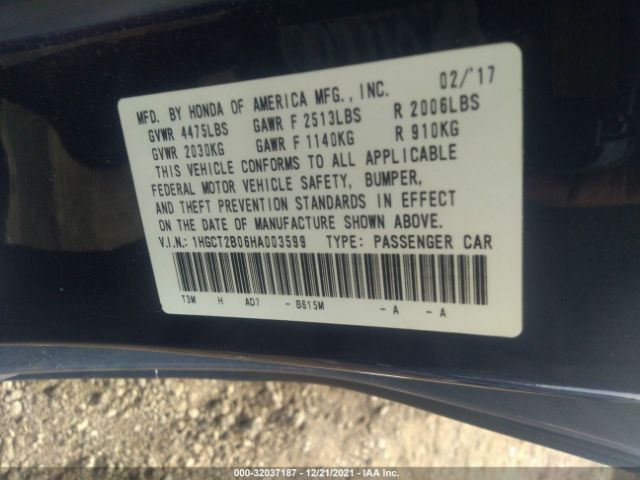 MFD. BY HONDA OF AMERICA MFG., INC. 02/'17
GVWR 4475LBS GAWR F 2513LBS R 2006LBS
GVWR 2030KG GAWR F 1140KG R 910KG
THIS VEHICLE CONFORMS TO ALL APPLICABLE
FEDERAL MOTOR VEHICLE SAFETY, BUMPER,
AND THEFT PREVENTION STANDARDS IN EFFECT
ON THE DATE OF MANUFACTURE SHOWN ABOVE.
V.I.N.: 1HGCT2B06HA003599 TYPE: PASSENGER CAR
T3M H AD7 - B615M - A - A
000-32037187 - 12/21/2021 - IAA Inc.